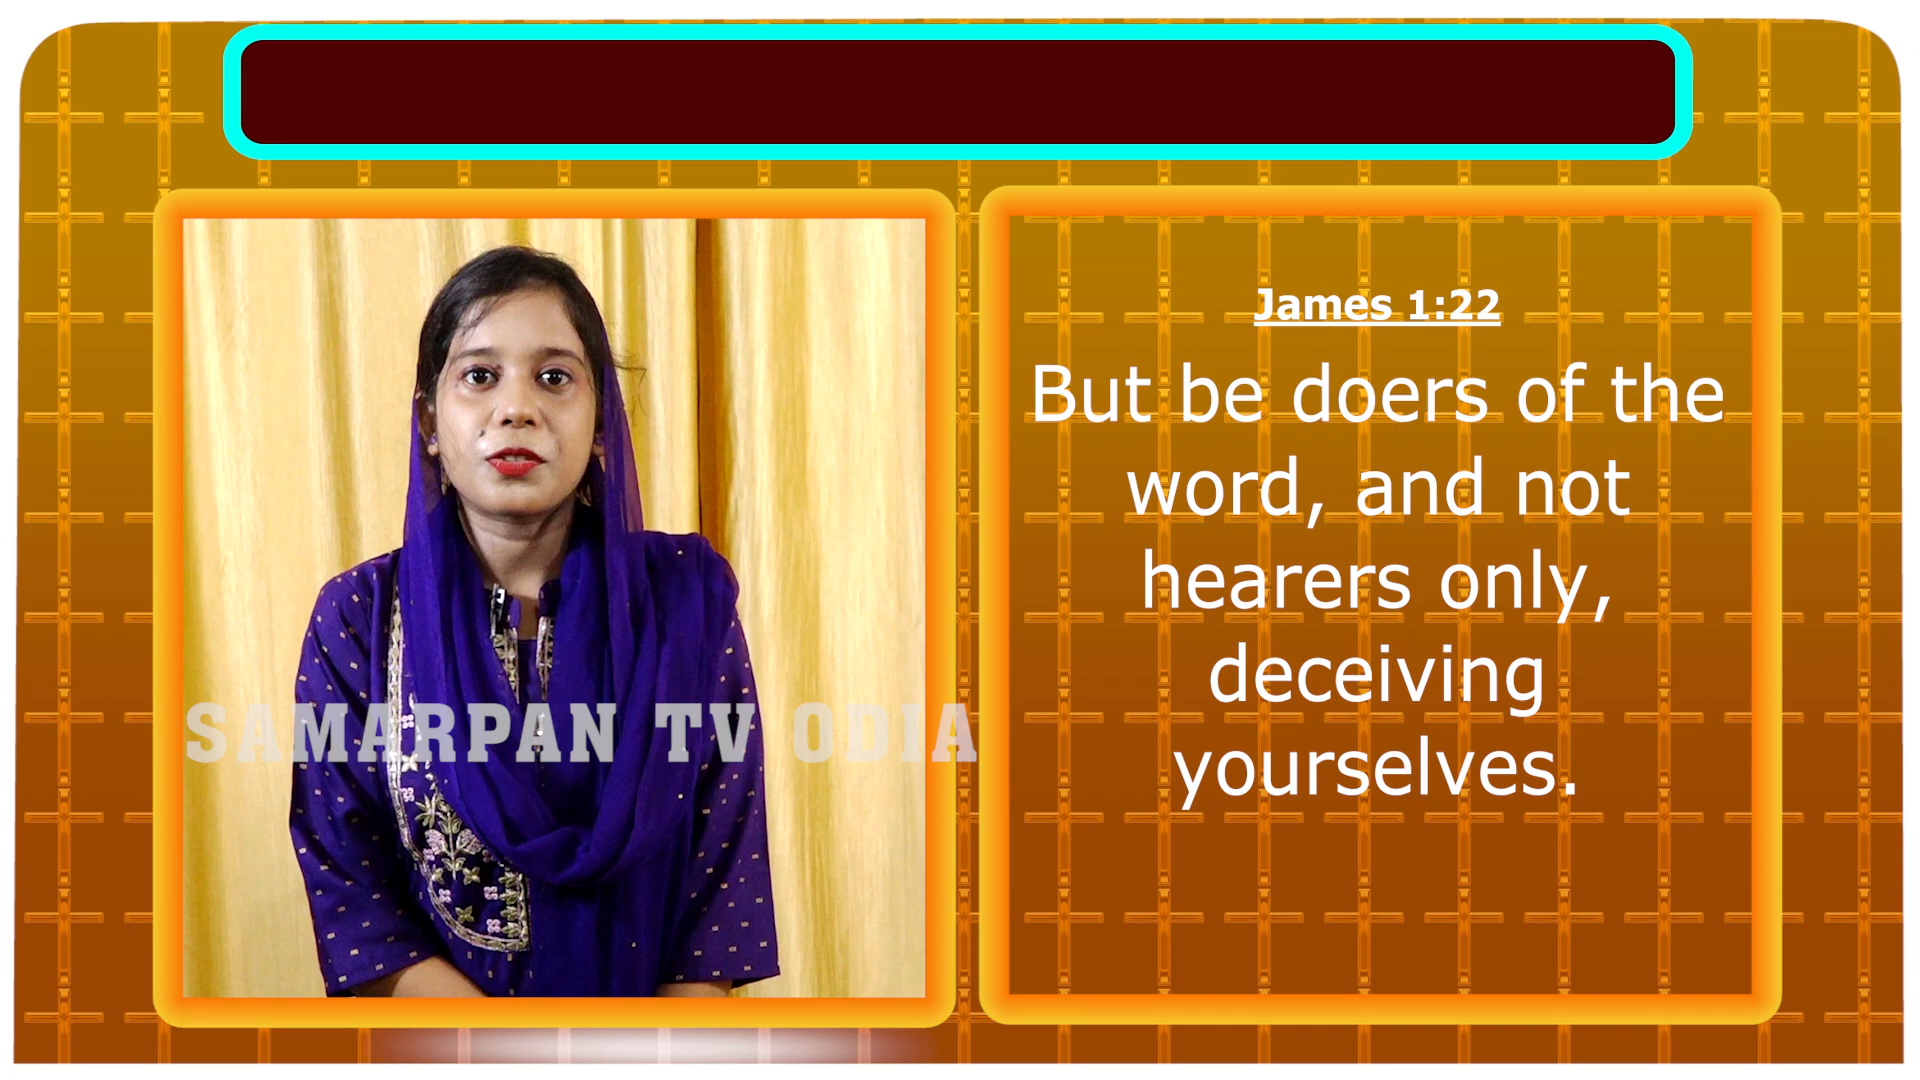 James 1:22
But be doers of the
word, and not
hearers only,
deceiving
yourselves.
SAMARPAN TV ODIA